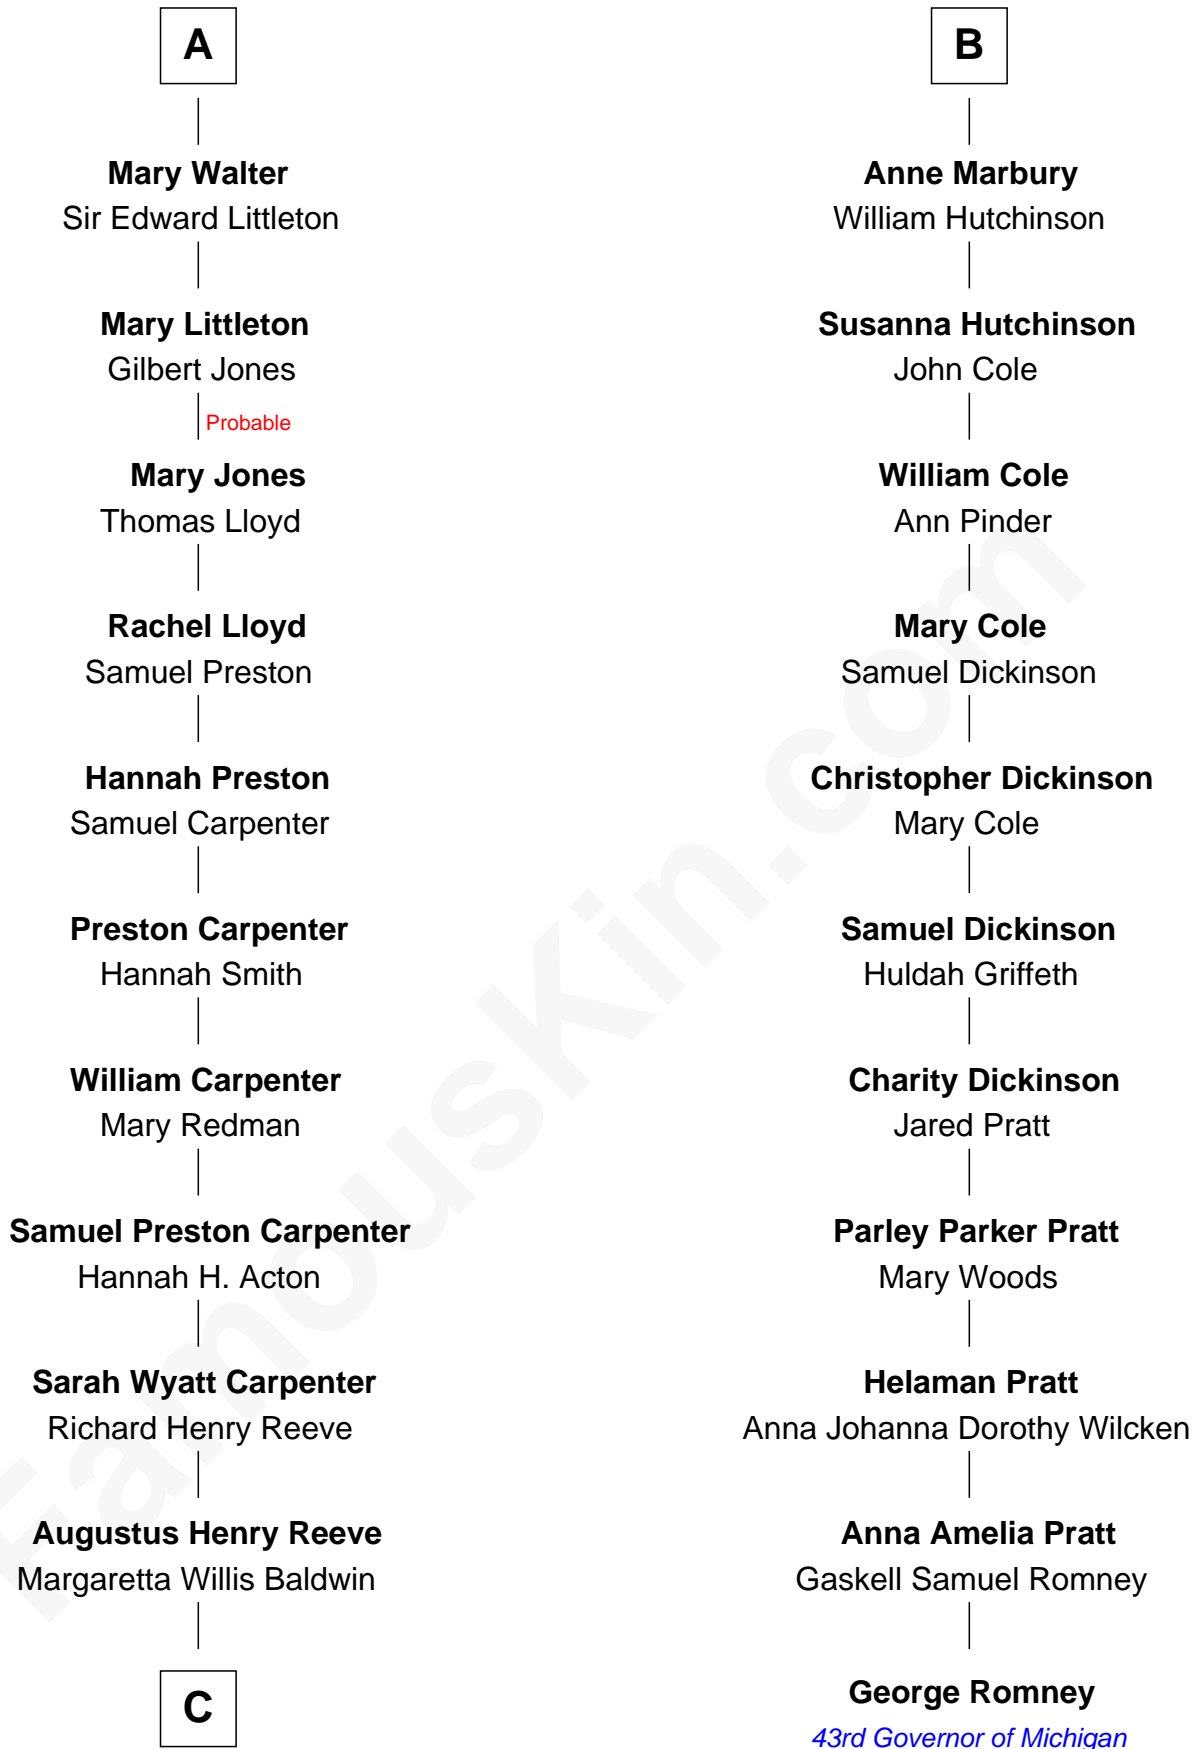 A
Mary Walter
Sir Edward Littleton
Mary Littleton
Gilbert Jones
Probable
Mary Jones
Thomas Lloyd
Rachel Lloyd
Samuel Preston
Hannah Preston
Samuel Carpenter
Preston Carpenter
Hannah Smith
William Carpenter
Mary Redman
Samuel Preston Carpenter
Hannah H. Acton
Sarah Wyatt Carpenter
Richard Henry Reeve
Augustus Henry Reeve
Margaretta Willis Baldwin
C
B
Anne Marbury
William Hutchinson
Susanna Hutchinson
John Cole
William Cole
Ann Pinder
Mary Cole
Samuel Dickinson
Christopher Dickinson
Mary Cole
Samuel Dickinson
Huldah Griffeth
Charity Dickinson
Jared Pratt
Parley Parker Pratt
Mary Woods
Helaman Pratt
Anna Johanna Dorothy Wilcken
Anna Amelia Pratt
Gaskell Samuel Romney
George Romney
43rd Governor of Michigan
FamousKin.com